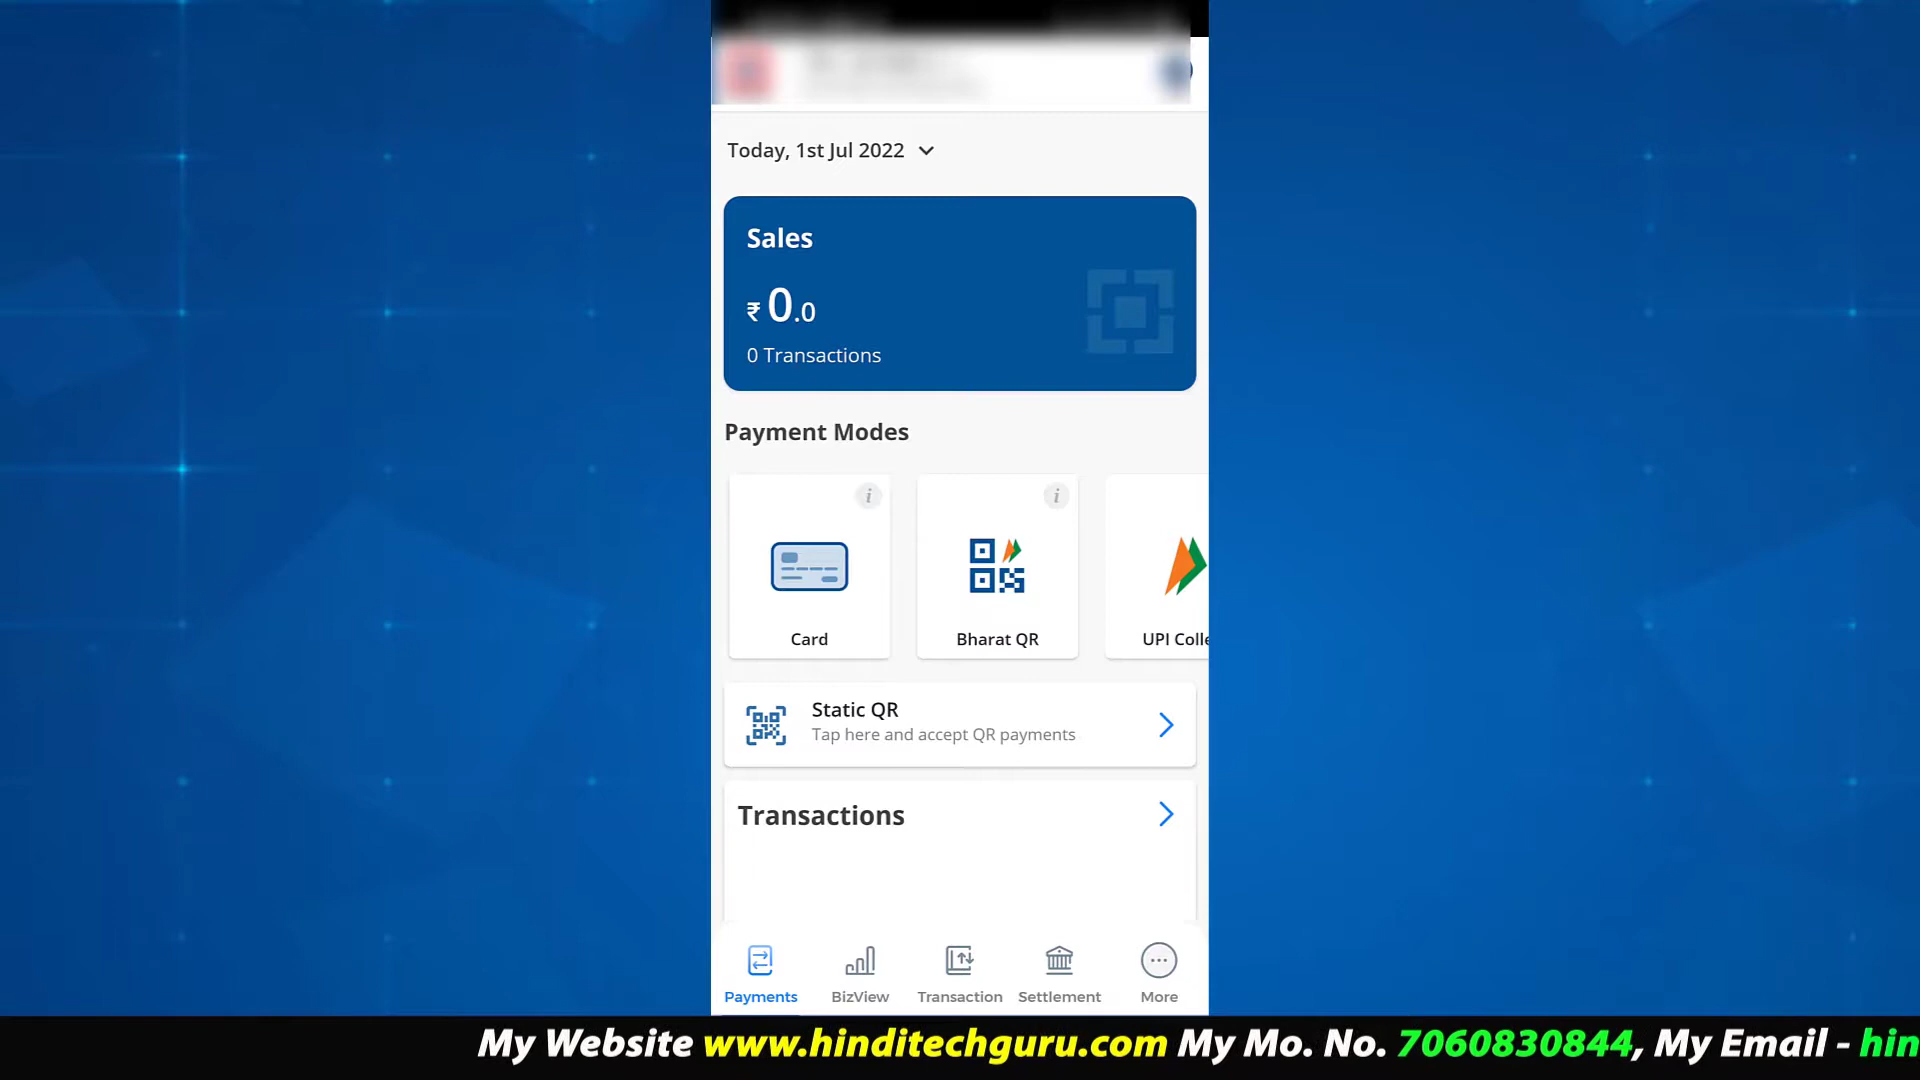 Today, 1st Jul 2022
Sales
₹ 0.0
0 Transactions
Payment Modes
i
i
Card
Bharat QR
UPI Colle
Static QR
Tap here and accept QR payments
Transactions
Payments
BizView
Transaction
Settlement
More
My Website www.hinditechguru.com My Mo. No. 7060830844, My Email - hin